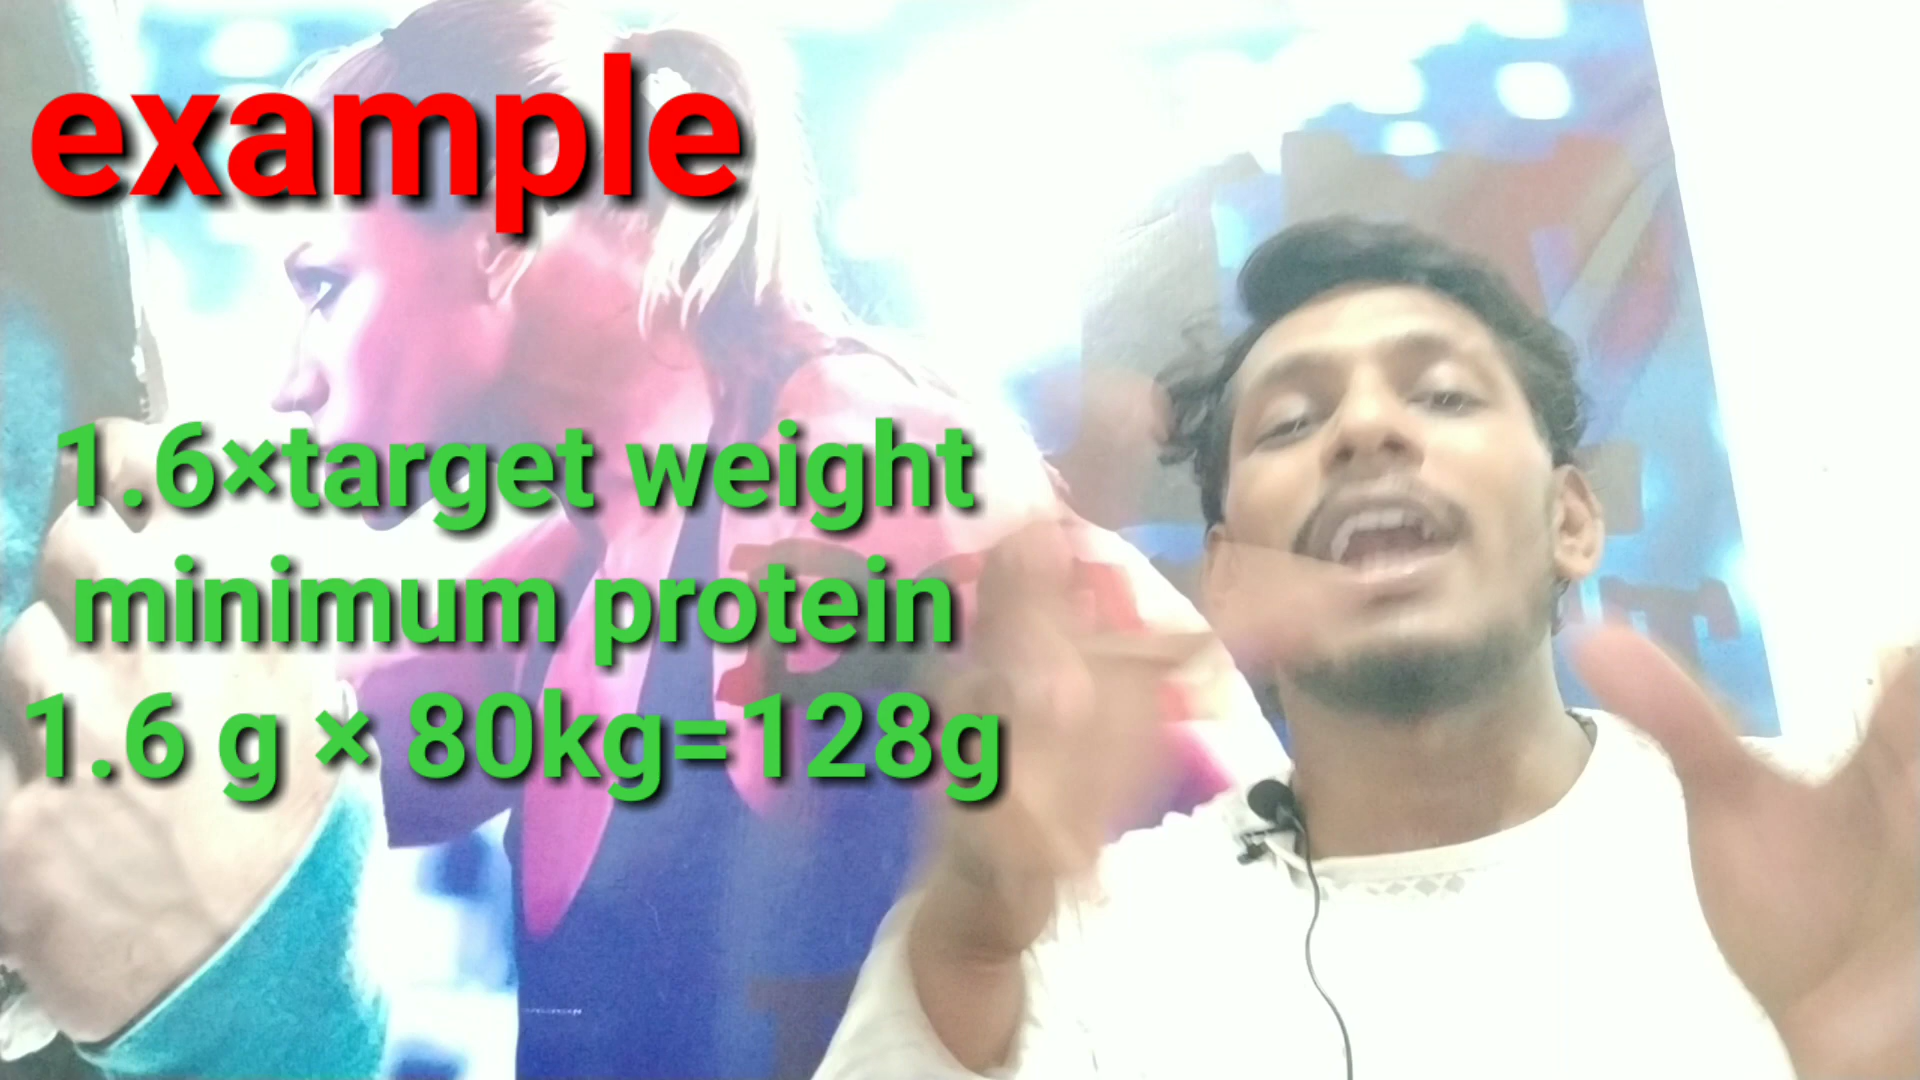 example
1.6×target weight
minimum protein
1.6 g × 80kg=128g